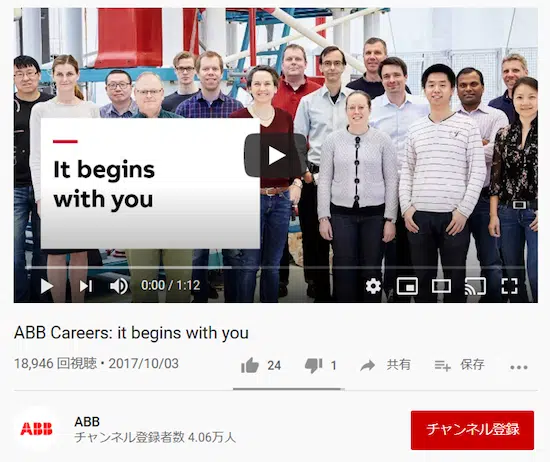 It begins
with you
0:00 / 1:12
ABB Careers: it begins with you
18,946 回視聴 • 2017/10/03
24
1
共有
保存
ABB
ABB
チャンネル登録者数 4.06万人
チャンネル登録